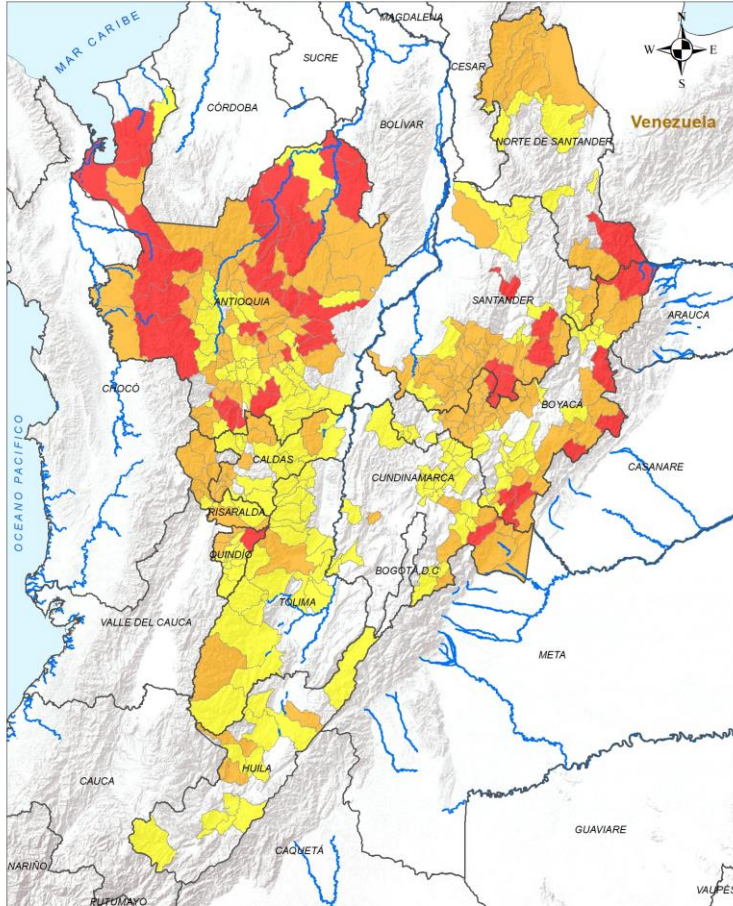 MAGDALENA
N
MAR CARIBE
SUCRE
CESAR
W
E
S
CÓRDOBA
BOLÍVAR
Venezuela
NORTE DE SANTANDER
ANTIOQUIA
SANTANDER
ARAUCA
CHOCÓ
BOYACÁ
OCEANO PACIFICO
CALDAS
CUNDINAMARCA
CASANARE
RISARALDA
QUINDIO
BOGOTÁ,D.C
TOLIMA
VALLE DEL CAUCA
META
HUILA
CAUCA
GUAVIARE
CAQUETÁ
NARIÑO
PUTUMAYO
VAUPÉS